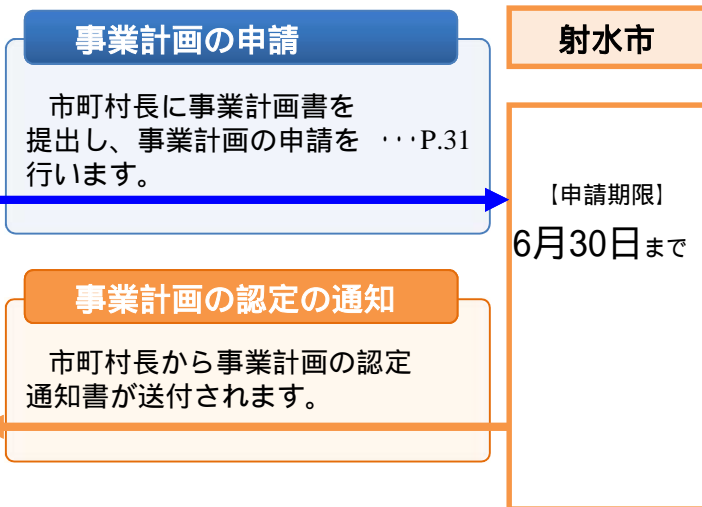 事業計画の申請
市町村長に事業計画書を
提出し、事業計画の申請を ···P.31
行います。
射水市
【申請期限】
6月30日まで
事業計画の認定の通知
市町村長から事業計画の認定
通知書が送付されます。